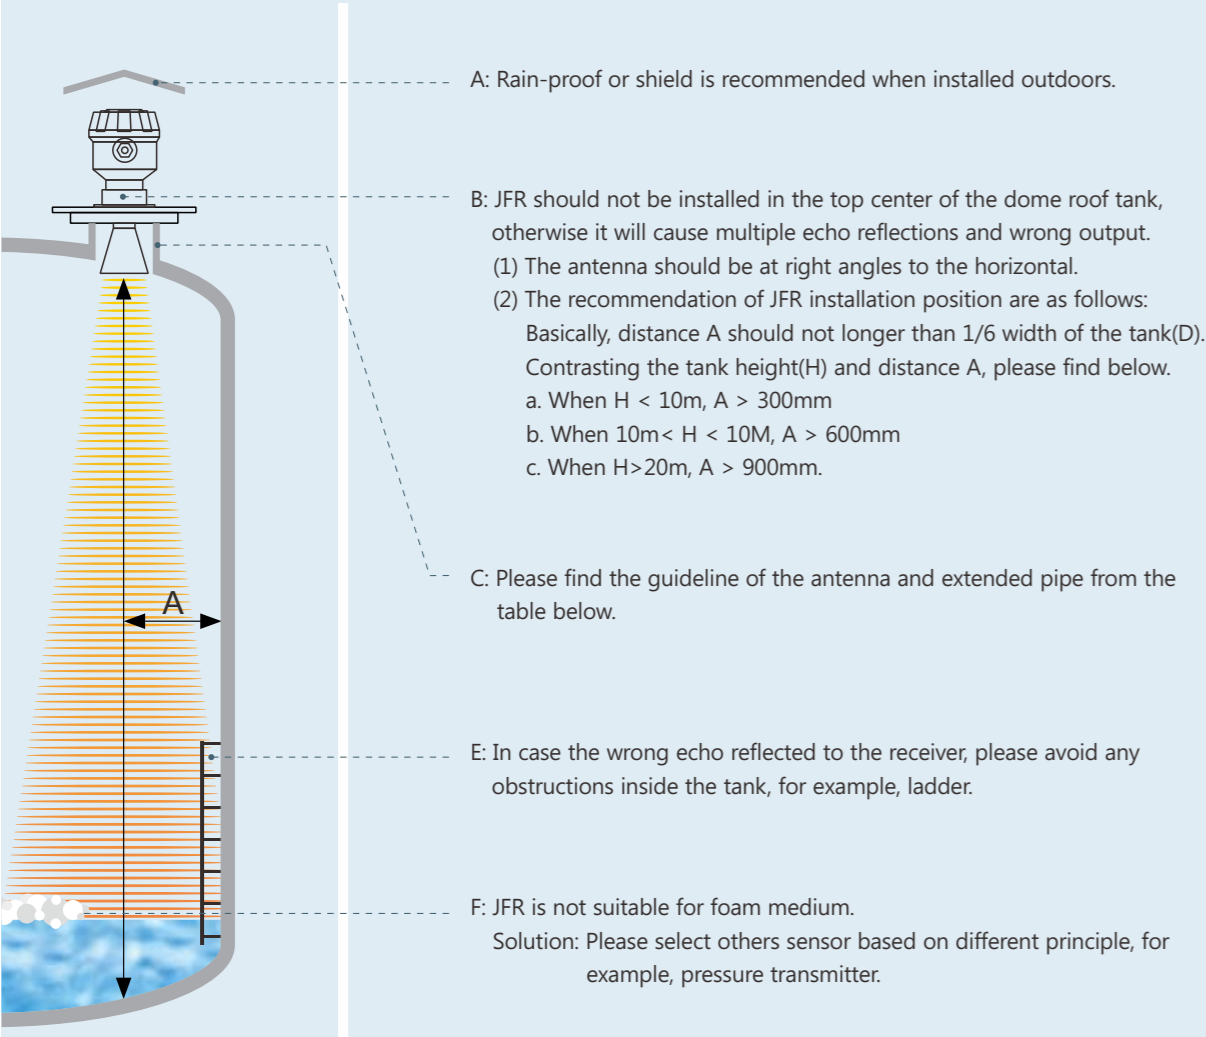 A: Rain-proof or shield is recommended when installed outdoors.
B: JFR should not be installed in the top center of the dome roof tank,
otherwise it will cause multiple echo reflections and wrong output.
(1) The antenna should be at right angles to the horizontal.
(2) The recommendation of JFR installation position are as follows:
Basically, distance A should not longer than 1/6 width of the tank(D).
Contrasting the tank height(H) and distance A, please find below.
a. When H < 10m, A > 300mm
b. When 10m< H < 10M, A > 600mm
c. When H>20m, A > 900mm.
C: Please find the guideline of the antenna and extended pipe from the
table below.
A
E: In case the wrong echo reflected to the receiver, please avoid any
obstructions inside the tank, for example, ladder.
F: JFR is not suitable for foam medium.
Solution: Please select others sensor based on different principle, for
example, pressure transmitter.